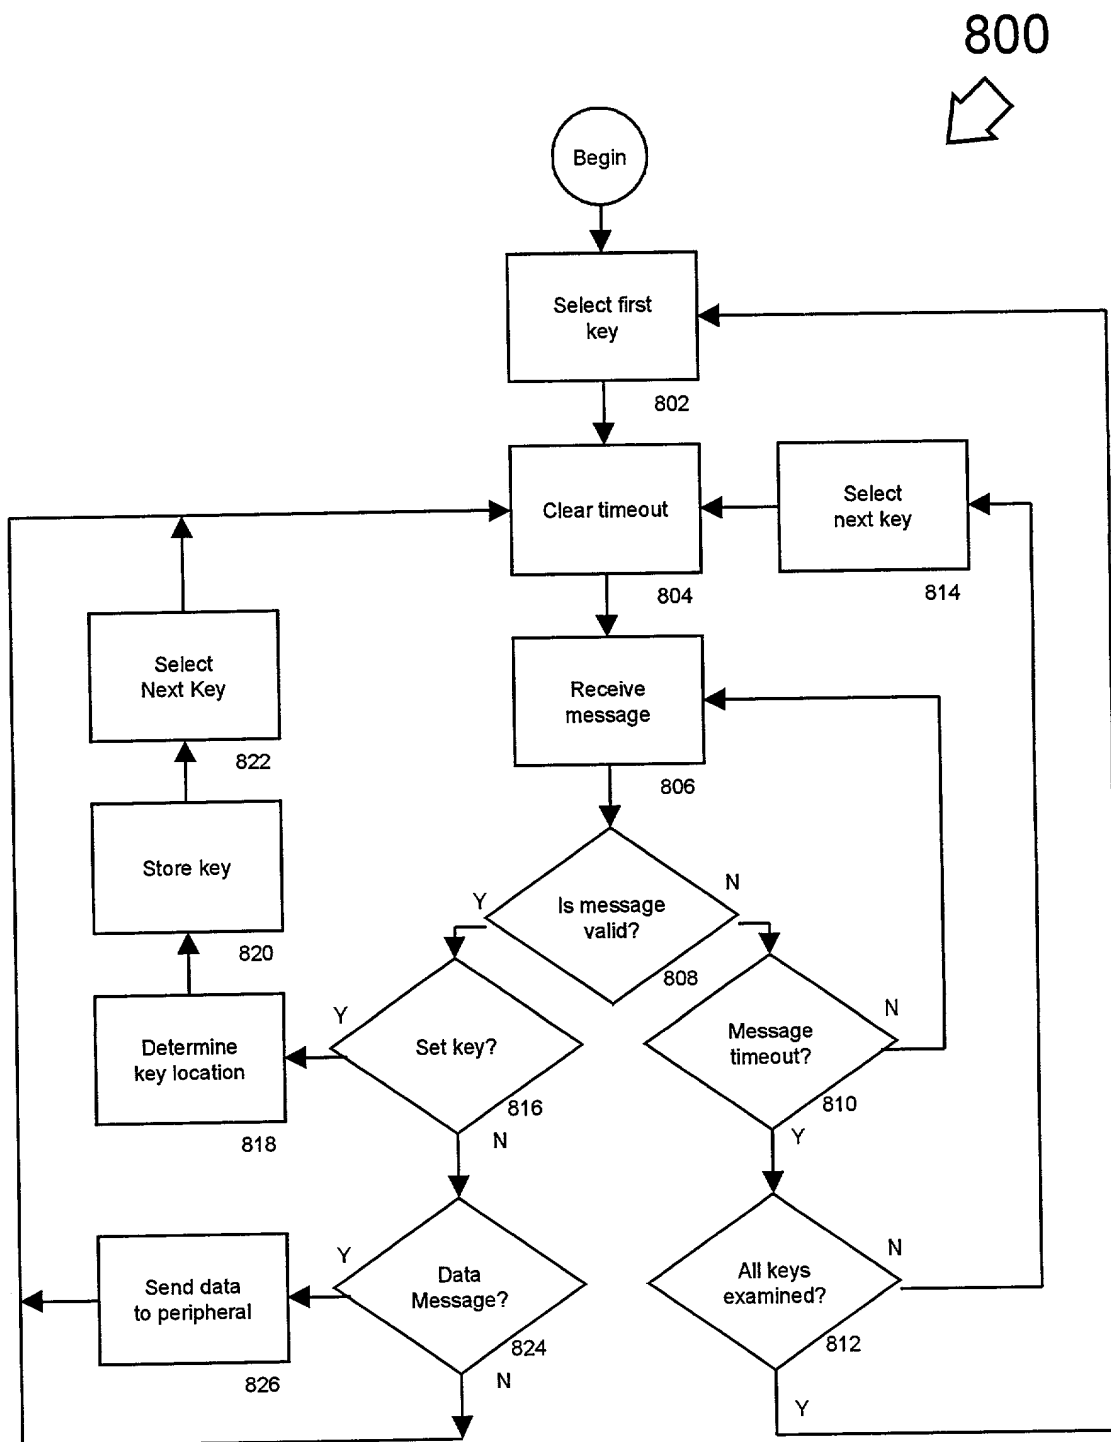 800
Begin
Select first
key
802
Clear timeout
804
Select
next key
814
Select
Next Key
822
Receive
message
806
Store key
820
Y
Is message
valid?
N
808
Determine
key location
818
Y
Set key?
816
N
Message
timeout?
N
810
Y
Send data
to peripheral
826
Y
Data
Message?
824
N
All keys
examined?
N
812
Y